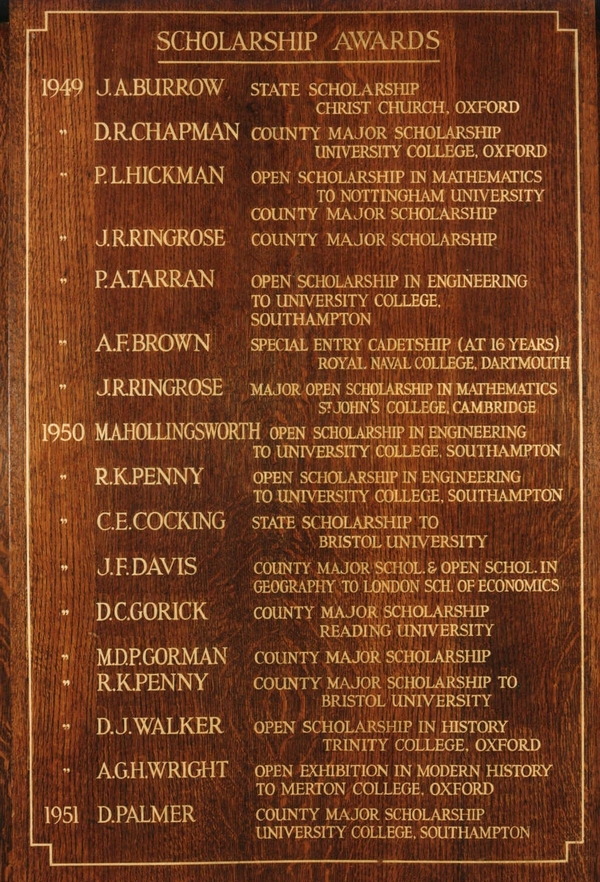 SCHOLARSHIP AWARDS
1949 J.A.BURROW STATE SCHOLARSHIP
CHRIST CHURCH, OXFORD
" D.R.CHAPMAN COUNTY MAJOR SCHOLARSHIP
UNIVERSITY COLLEGE, OXFORD
" P.L.HICKMAN OPEN SCHOLARSHIP IN MATHEMATICS
TO NOTTINGHAM UNIVERSITY
COUNTY MAJOR SCHOLARSHIP
" J.R.RINGROSE COUNTY MAJOR SCHOLARSHIP
" P.A.TARRAN OPEN SCHOLARSHIP IN ENGINEERING
TO UNIVERSITY COLLEGE,
SOUTHAMPTON
" A.F.BROWN SPECIAL ENTRY CADETSHIP (AT 16 YEARS)
ROYAL NAVAL COLLEGE, DARTMOUTH
" J.R.RINGROSE MAJOR OPEN SCHOLARSHIP IN MATHEMATICS
ST JOHN'S COLLEGE, CAMBRIDGE
1950 M.A.HOLLINGSWORTH OPEN SCHOLARSHIP IN ENGINEERING
TO UNIVERSITY COLLEGE, SOUTHAMPTON
" R.K.PENNY OPEN SCHOLARSHIP IN ENGINEERING
TO UNIVERSITY COLLEGE, SOUTHAMPTON
" C.E.COCKING STATE SCHOLARSHIP TO
BRISTOL UNIVERSITY
" J.F.DAVIS COUNTY MAJOR SCHOL. & OPEN SCHOL. IN
GEOGRAPHY TO LONDON SCH. OF ECONOMICS
" D.C.GORICK COUNTY MAJOR SCHOLARSHIP
READING UNIVERSITY
" M.D.P.GORMAN COUNTY MAJOR SCHOLARSHIP
" R.K.PENNY COUNTY MAJOR SCHOLARSHIP TO
BRISTOL UNIVERSITY
" D.J.WALKER OPEN SCHOLARSHIP IN HISTORY
TRINITY COLLEGE, OXFORD
" A.G.H.WRIGHT OPEN EXHIBITION IN MODERN HISTORY
TO MERTON COLLEGE, OXFORD
1951 D.PALMER COUNTY MAJOR SCHOLARSHIP
UNIVERSITY COLLEGE, SOUTHAMPTON